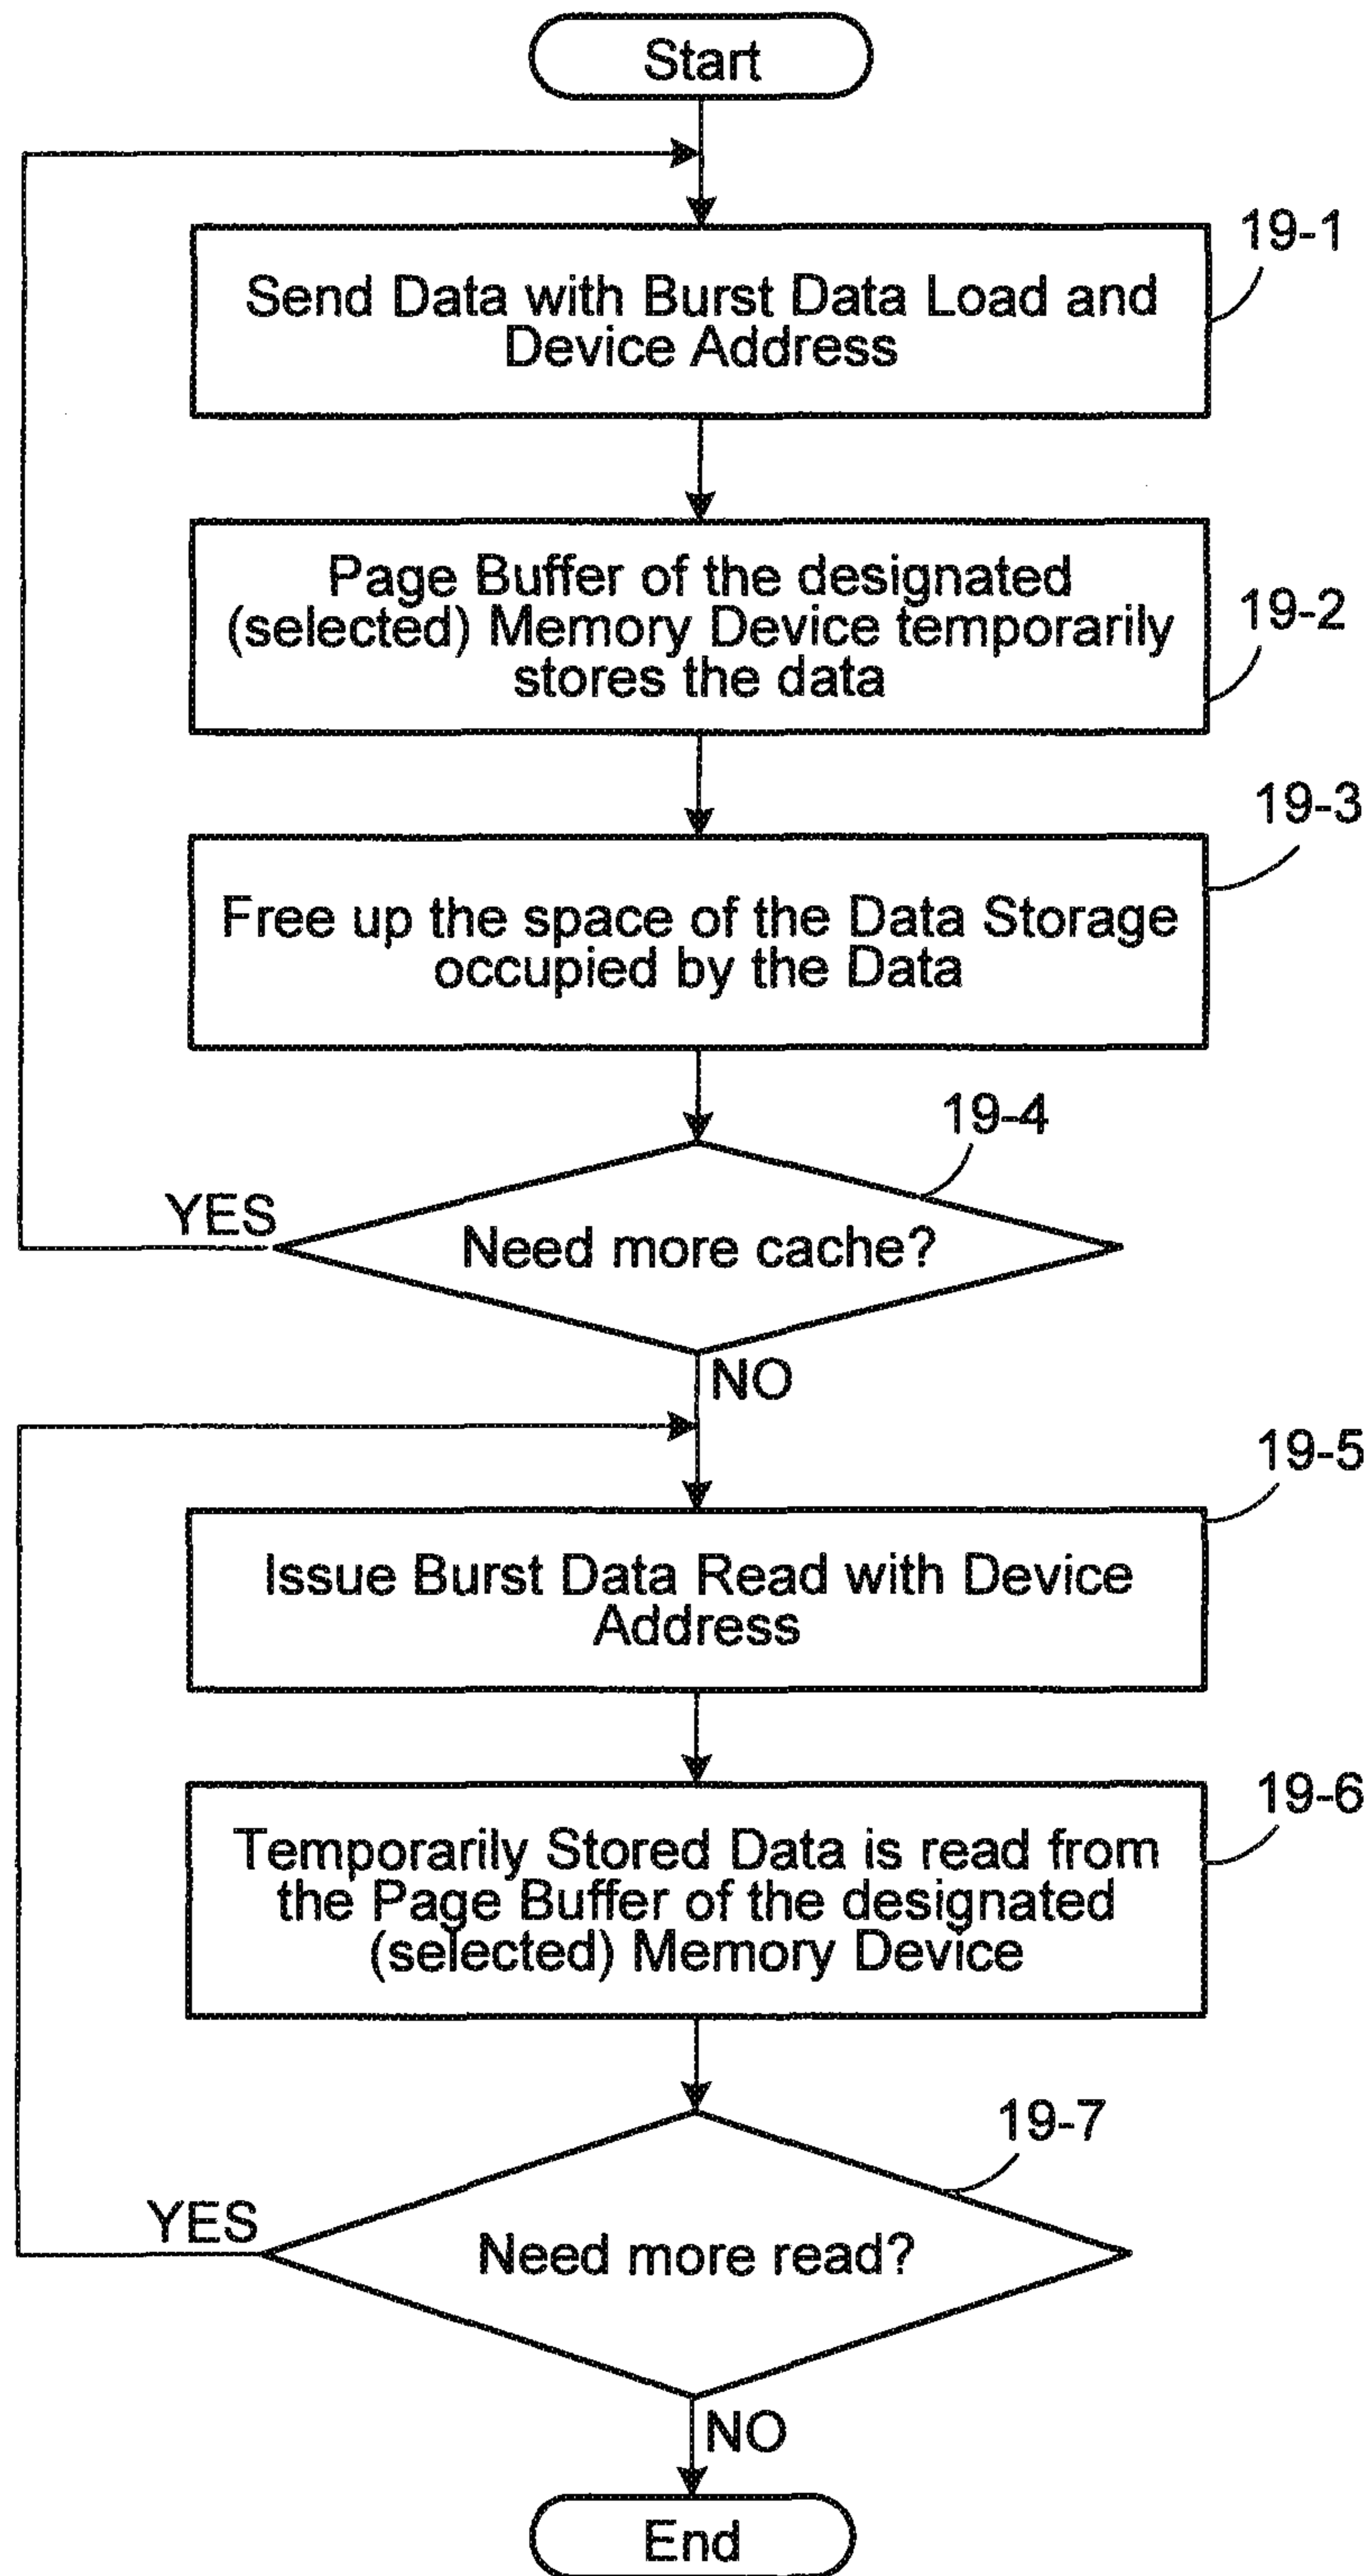 Start
19-1
Send Data with Burst Data Load and
Device Address
Page Buffer of the designated
(selected) Memory Device temporarily
stores the data
19-2
19-3
Free up the space of the Data Storage
occupied by the Data
19-4
YES
Need more cache?
NO
19-5
Issue Burst Data Read with Device
Address
19-6
Temporarily Stored Data is read from
the Page Buffer of the designated
(selected) Memory Device
19-7
YES
Need more read?
NO
End